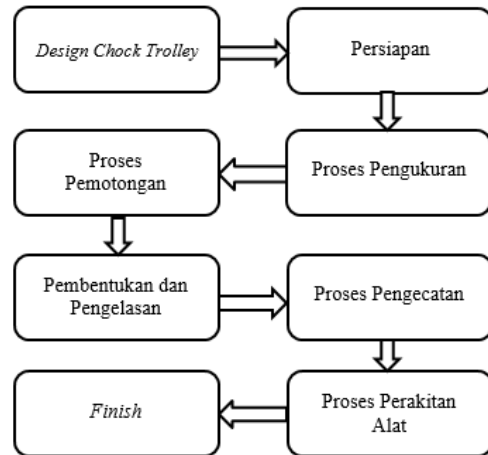 Design Chock Trolley
Persiapan
Proses Pengukuran
Proses
Pemotongan
Pembentukan dan
Pengelasan
Proses Pengecatan
Proses Perakitan
Alat
Finish